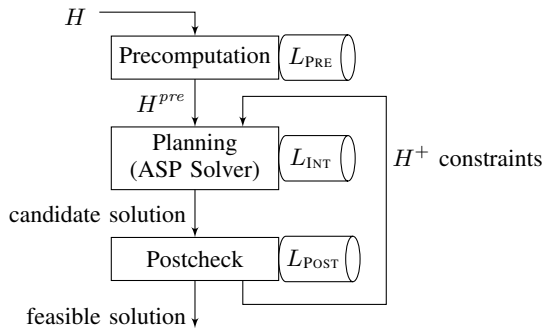 H
Precomputation
L_PRE
H^pre
Planning
(ASP Solver)
L_INT
H^+ constraints
candidate solution
Postcheck
L_POST
feasible solution